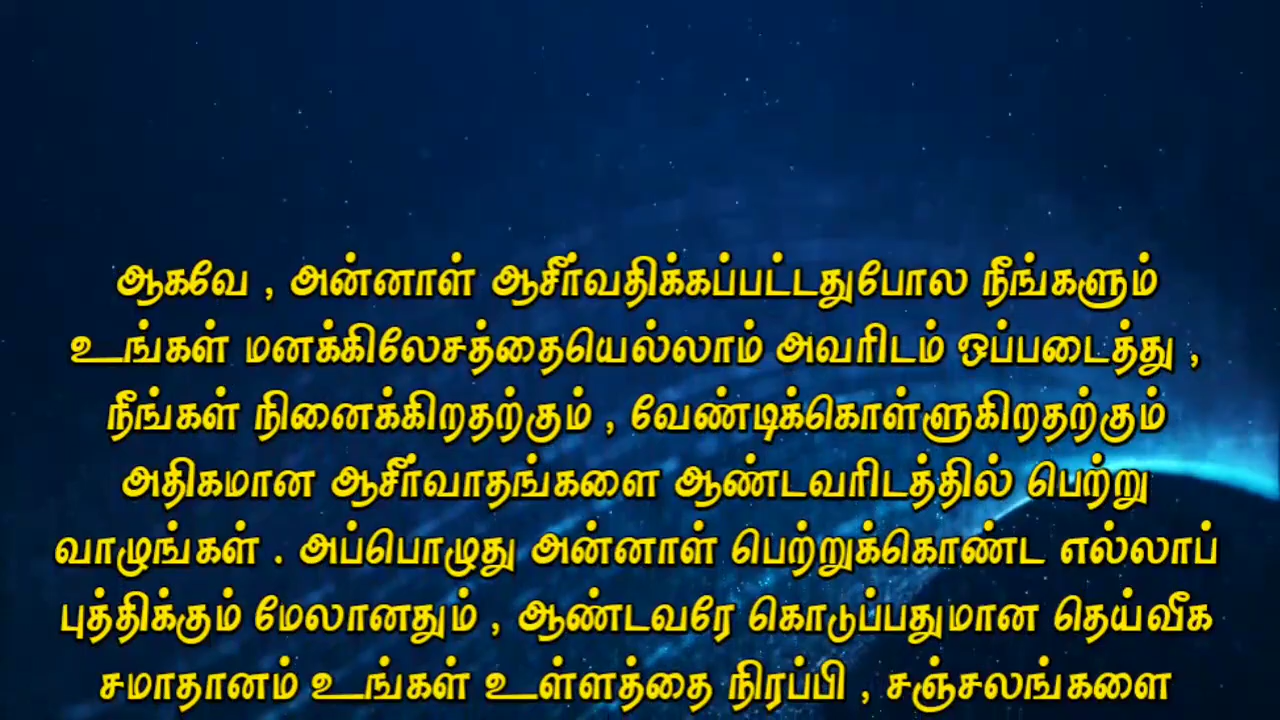 ஆகவே , அன்னாள் ஆசீர்வதிக்கப்பட்டதுபோல நீங்களும்
உங்கள் மனக்கிலேசத்தையெல்லாம் அவரிடம் ஒப்படைத்து ,
நீங்கள் நினைக்கிறதற்கும் , வேண்டிக்கொள்ளுகிறதற்கும்
அதிகமான ஆசீர்வாதங்களை ஆண்டவரிடத்தில் பெற்று
வாழுங்கள் . அப்பொழுது அன்னாள் பெற்றுக்கொண்ட எல்லாப்
புத்திக்கும் மேலானதும் , ஆண்டவரே கொடுப்பதுமான தெய்வீக
சமாதானம் உங்கள் உள்ளத்தை நிரப்பி , சஞ்சலங்களை